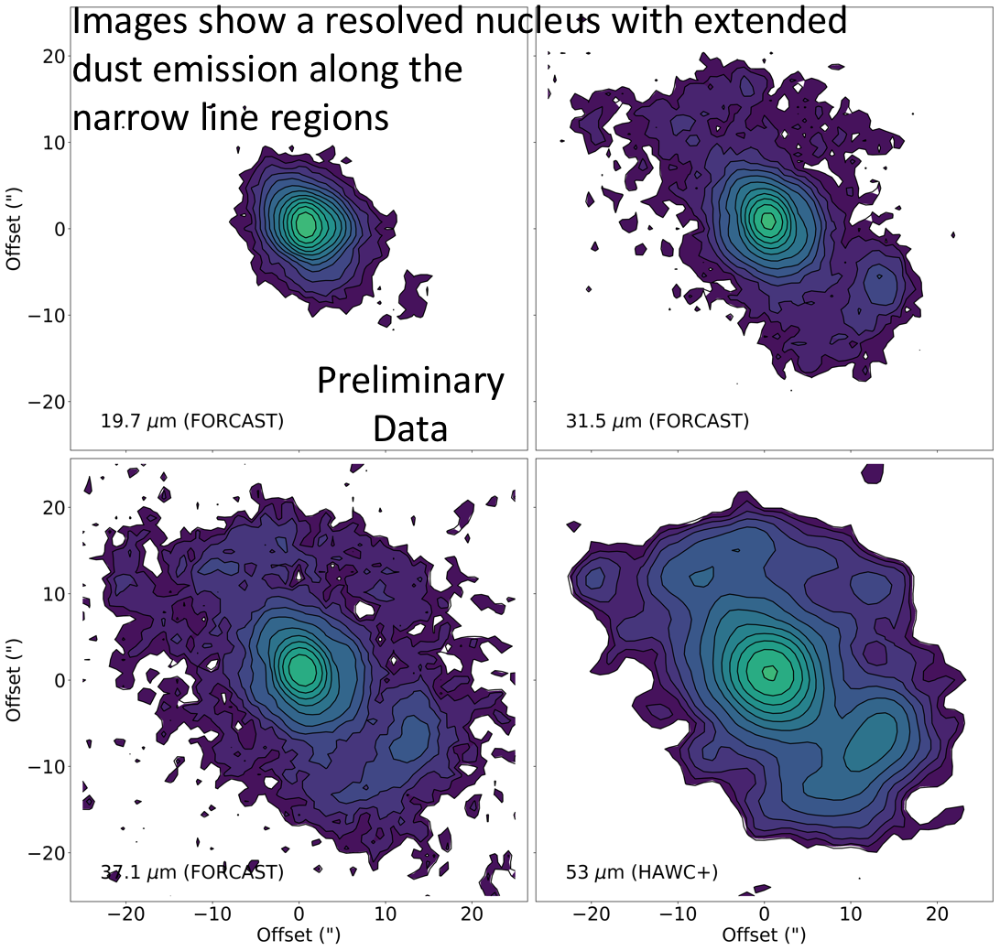 Images show a resolved nucleus with extended
dust emission along the
narrow line regions
20
10
0
−10
−20
Offset (")
Preliminary
Data
19.7 μm (FORCAST)
31.5 μm (FORCAST)
20
10
0
−10
−20
Offset (")
37.1 μm (FORCAST)
53 μm (HAWC+)
−20 −10 0 10 20
−20 −10 0 10 20
Offset (")
Offset (")